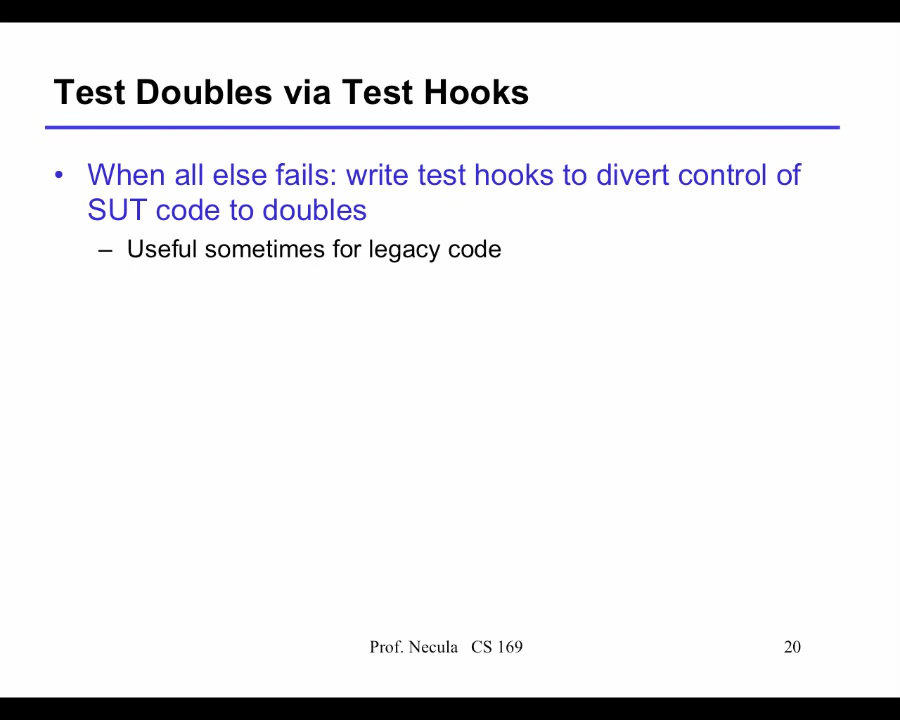 Test Doubles via Test Hooks
• When all else fails: write test hooks to divert control of
SUT code to doubles
– Useful sometimes for legacy code
Prof. Necula CS 169
20